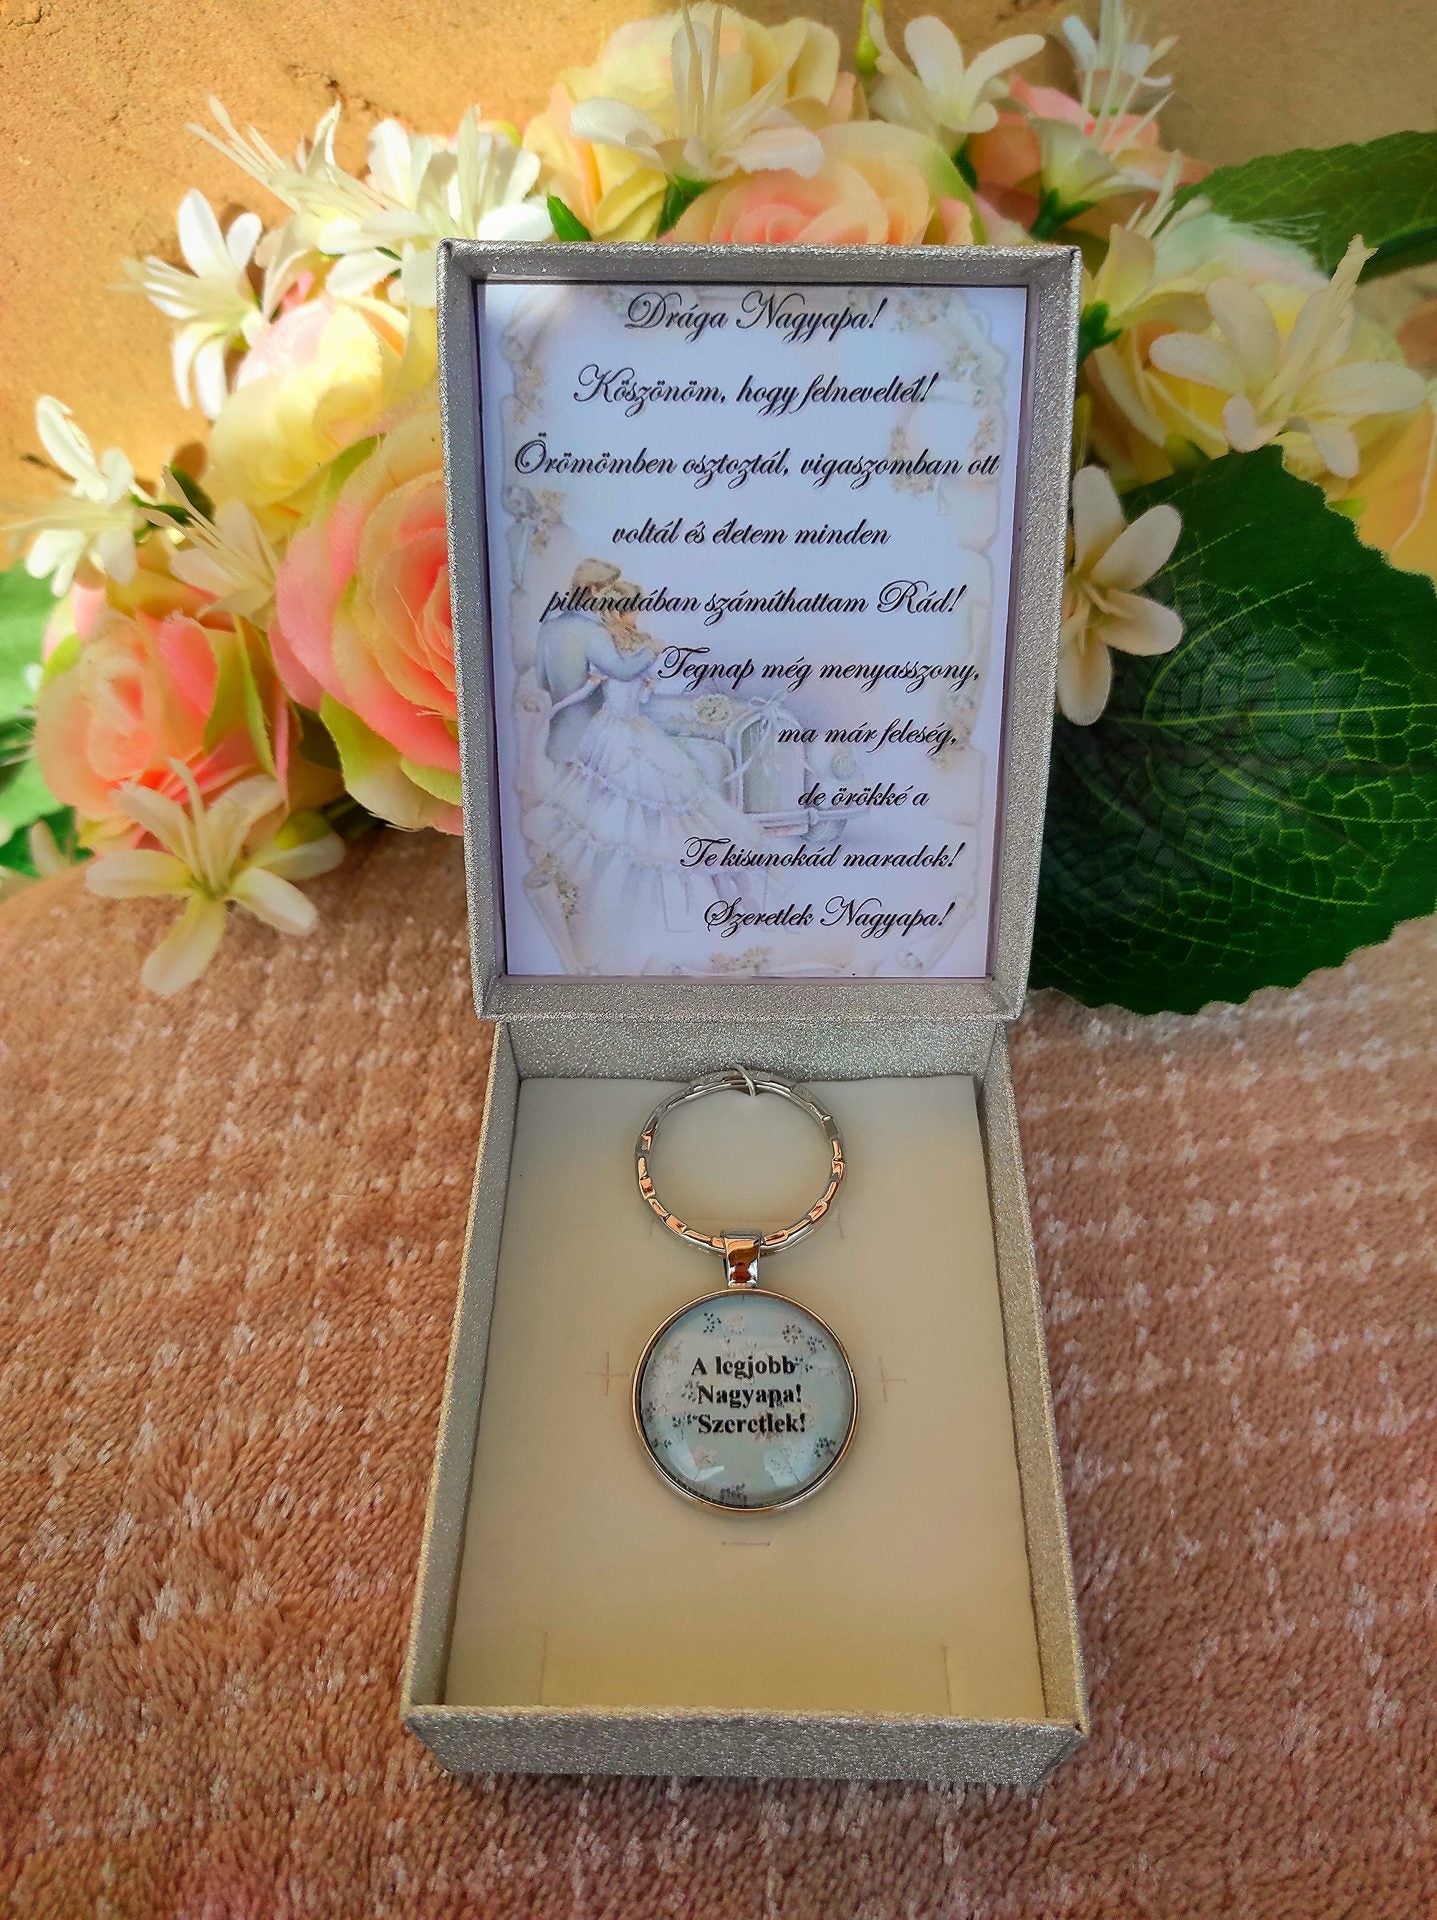 Drága Nagyapa!
Köszönöm, hogy felneveltél!
Örömömben osztoztál, vigaszomban ott
voltál és életem minden
pillanatában számíthattam Rád!
Tegnap még menyasszony,
ma már feleség,
de örökké a
Te kisunokád maradok!
Szeretlek Nagyapa!
A legjobb
Nagyapa!
Szeretlek!